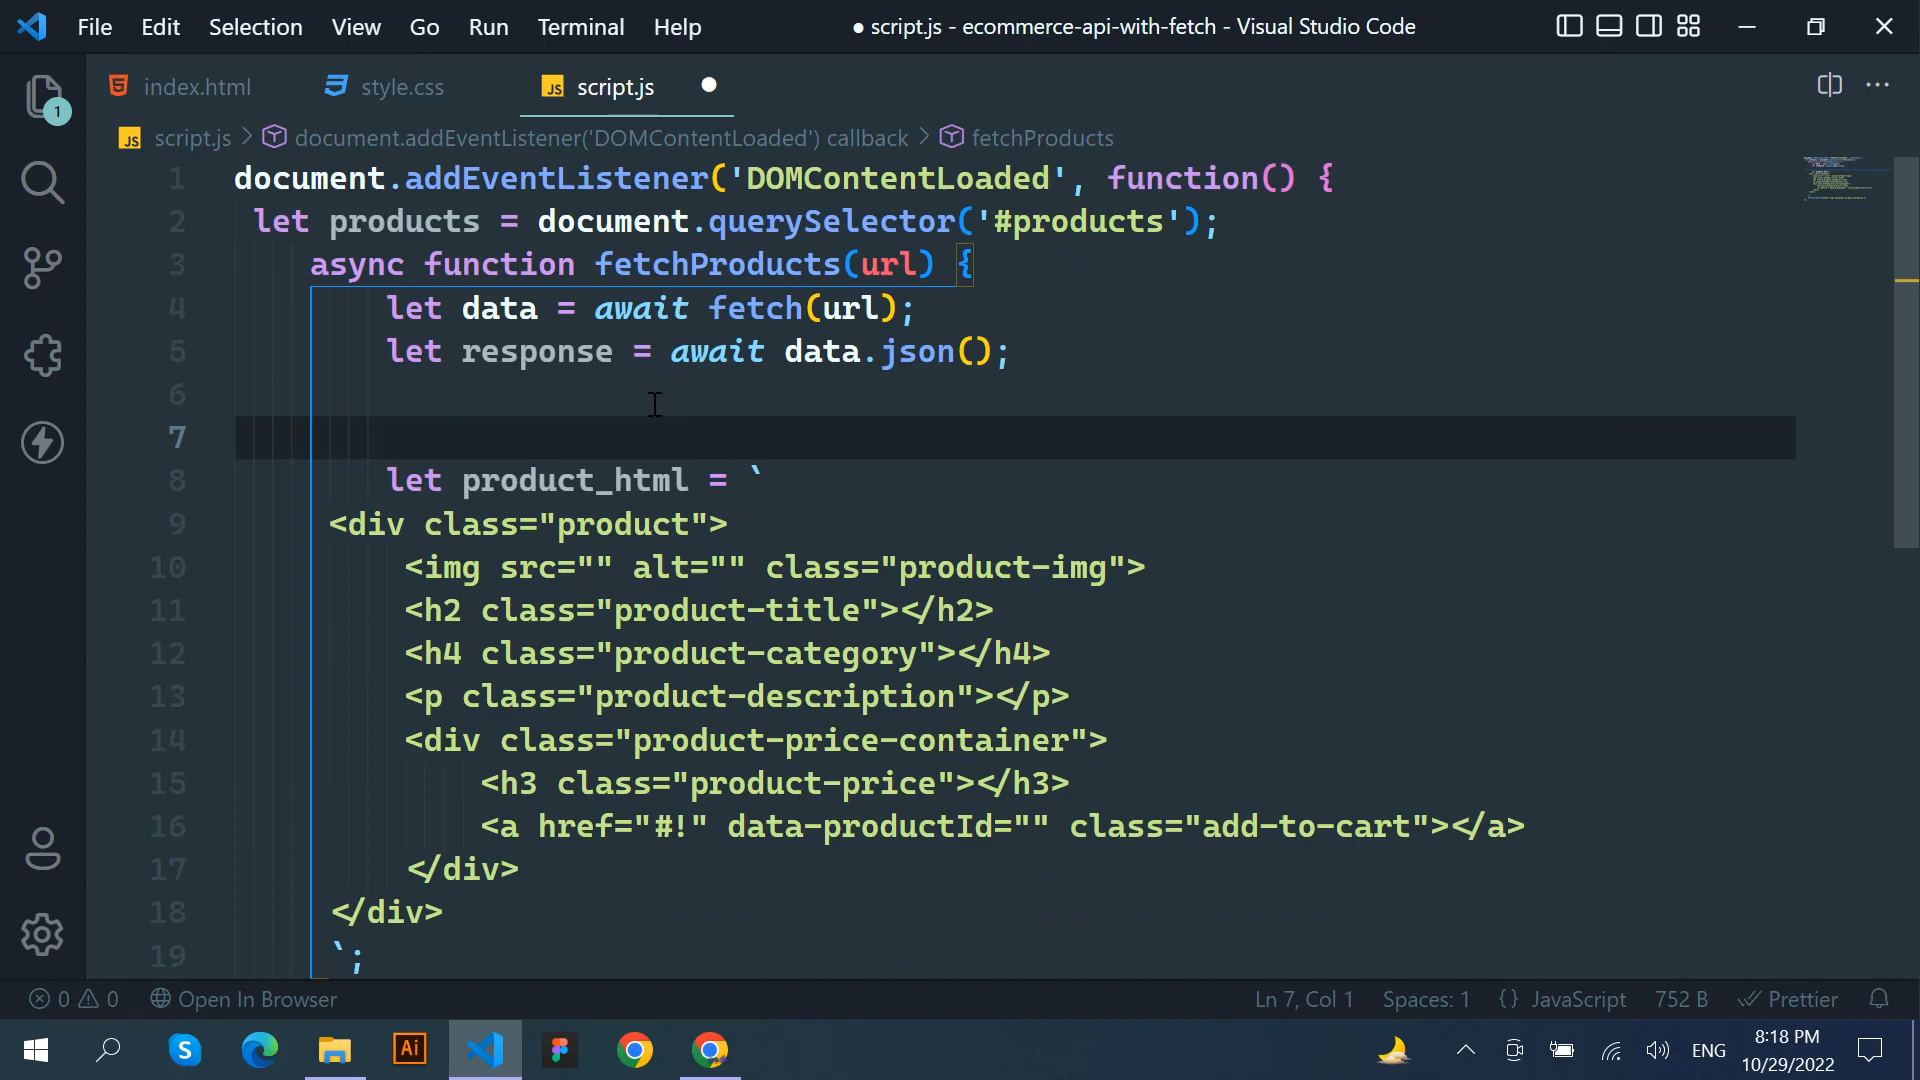 File Edit Selection View Go Run Terminal Help
● script.js - ecommerce-api-with-fetch - Visual Studio Code
1
index.html
style.css
JS script.js
JS script.js > document.addEventListener('DOMContentLoaded') callback > fetchProducts
1 document.addEventListener('DOMContentLoaded', function() {
2 let products = document.querySelector('#products');
3 async function fetchProducts(url) {
4 let data = await fetch(url);
5 let response = await data.json();
6
7
8 let product_html = `
9 <div class="product">
10 <img src="" alt="" class="product-img">
11 <h2 class="product-title"></h2>
12 <h4 class="product-category"></h4>
13 <p class="product-description"></p>
14 <div class="product-price-container">
15 <h3 class="product-price"></h3>
16 <a href="#!" data-productId="" class="add-to-cart"></a>
17 </div>
18 </div>
19 `;
0 0 Open In Browser
Ln 7, Col 1 Spaces: 1 {} JavaScript 752 B Prettier
S
Ai
ENG
8:18 PM
10/29/2022